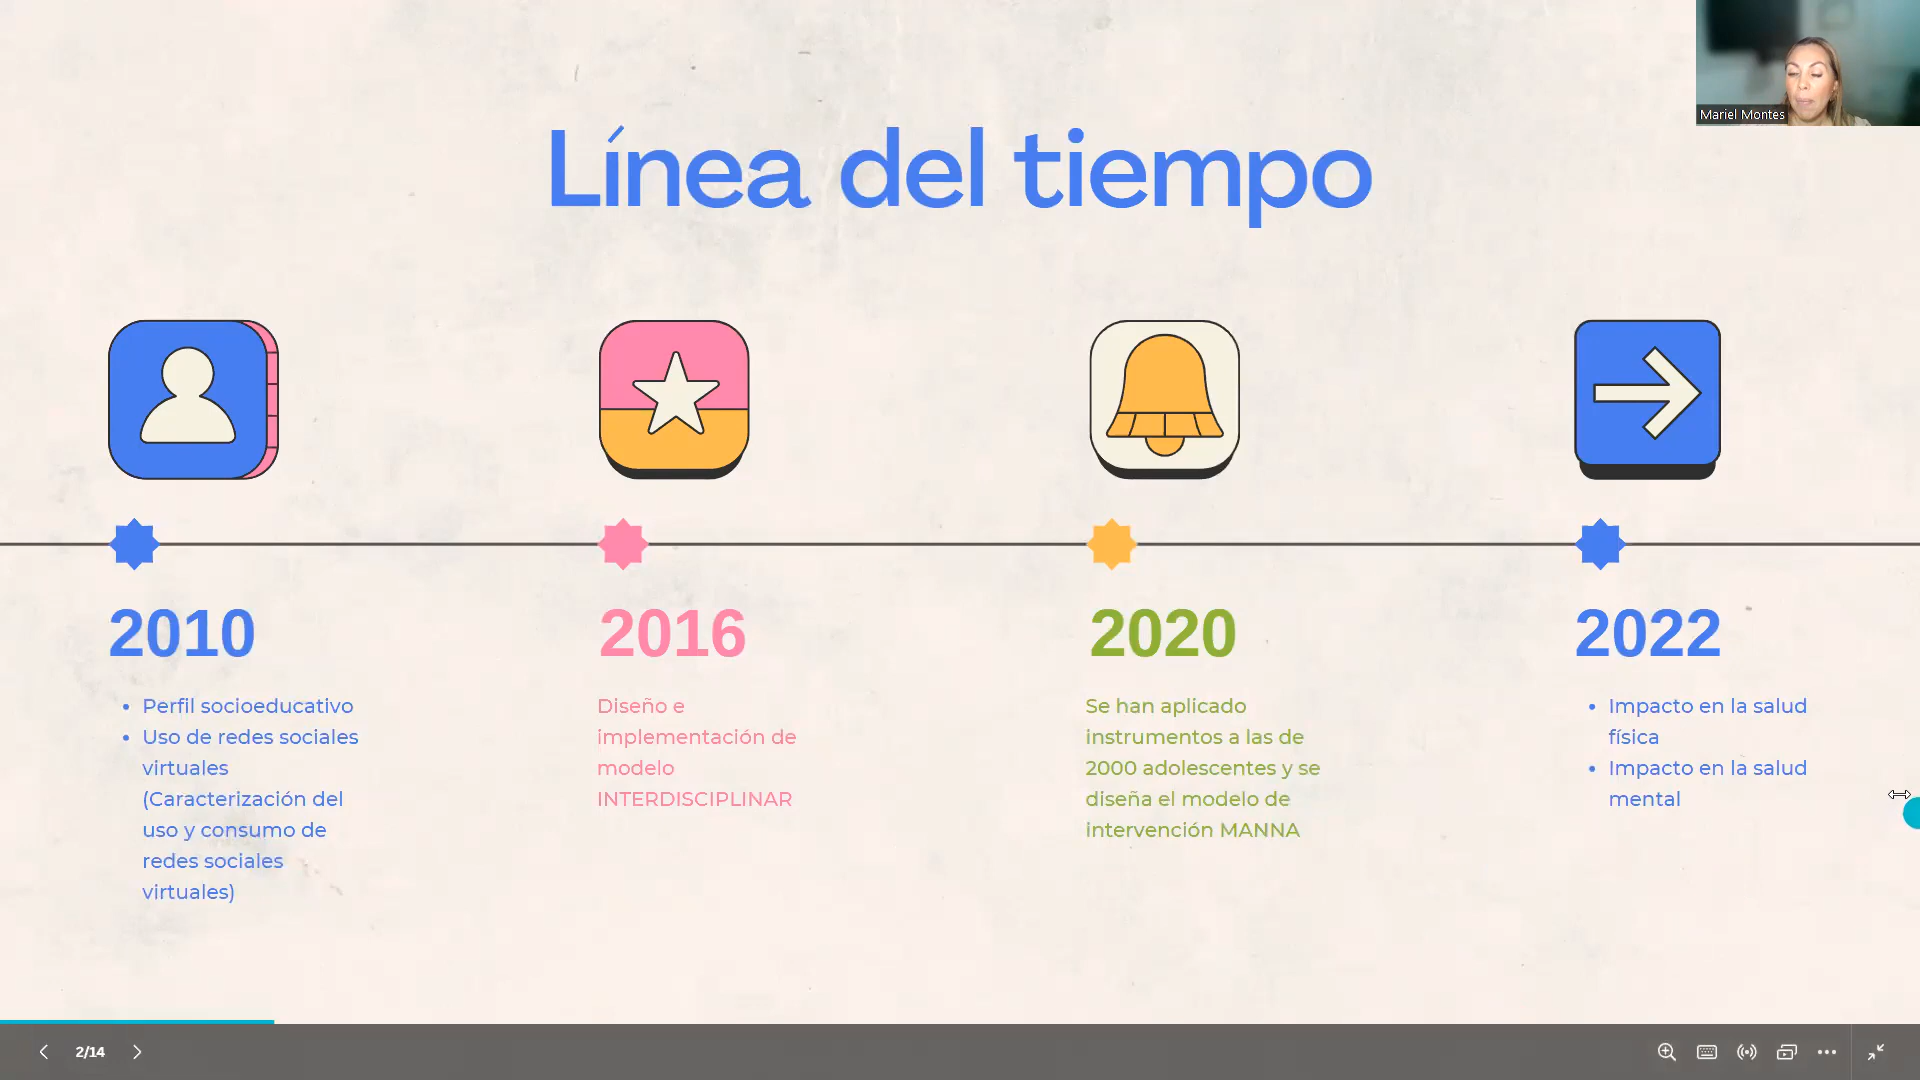 Mariel Montes
Línea del tiempo
2010
Perfil socioeducativo
Uso de redes sociales
virtuales
(Caracterización del
uso y consumo de
redes sociales
virtuales)
2016
Diseño e
implementación de
modelo
INTERDISCIPLINAR
2020
Se han aplicado
instrumentos a las de
2000 adolescentes y se
diseña el modelo de
intervención MANNA
2022
Impacto en la salud
física
Impacto en la salud
mental
2/14